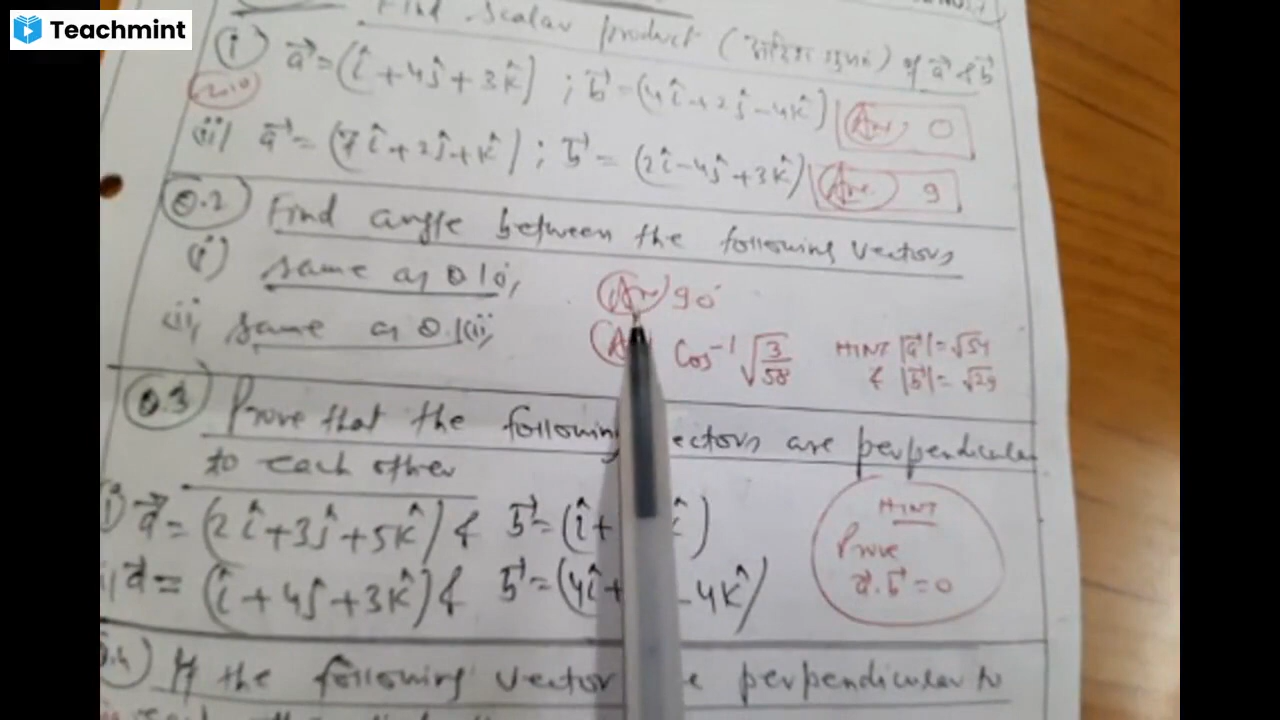 Teachmint
Find scalar product (अदिश गुणन) of a⃗ & b⃗
(i) a⃗ = (î + 4ĵ + 3k̂) ; b⃗ = (4î + 2ĵ - 4k̂) Ans. 0
2010
(ii) a⃗ = (7î + 2ĵ + k̂) ; b⃗ = (2î - 4ĵ + 3k̂) Ans. 9
Q.2 Find angle between the following vectors
(i) same as Q 1(i), Ans 90°
(ii) same as Q.1(ii) A cos⁻¹ √3/58 HINT |a⃗| = √54
& |b⃗| = √29
Q.3 Prove that the following vectors are perpendicular
to each other
i) a⃗ = (2î + 3ĵ + 5k̂) & b⃗ = (î + k̂)
a⃗ = (î + 4ĵ + 3k̂) & b⃗ = (4î + - 4k̂)
HINT
Prove
a⃗.b⃗ = 0
If the following vector perpendicular to